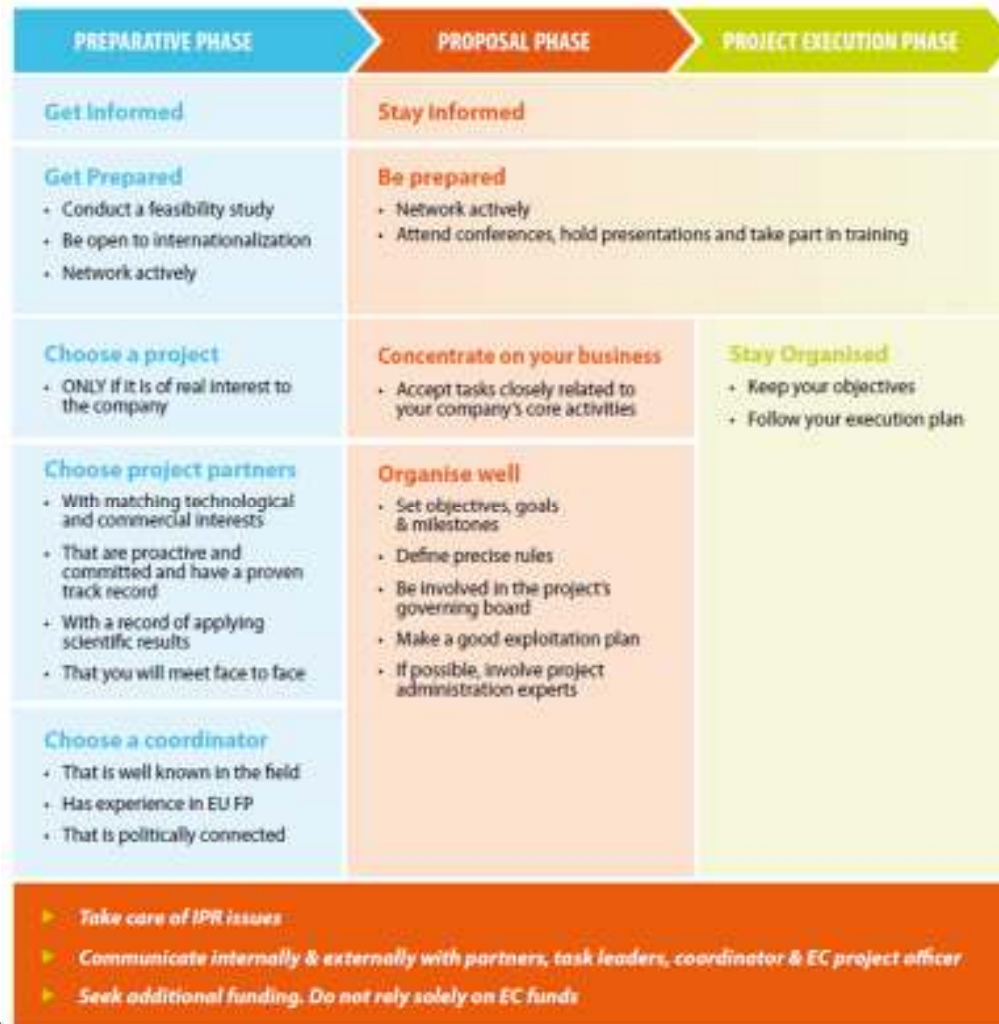 PREPARATIVE PHASE
PROPOSAL PHASE
PROJECT EXECUTION PHASE
Get Informed
Stay Informed
Get Prepared
• Conduct a feasibility study
• Be open to internationalization
• Network actively
Be prepared
• Network actively
• Attend conferences, hold presentations and take part in training
Choose a project
• ONLY if it is of real interest to
the company
Concentrate on your business
• Accept tasks closely related to
your company's core activities
Stay Organised
• Keep your objectives
• Follow your execution plan
Choose project partners
• With matching technological
and commercial interests
• That are proactive and
committed and have a proven
track record
• With a record of applying
scientific results
• That you will meet face to face
Organise well
• Set objectives, goals
& milestones
• Define precise rules
• Be involved in the project's
governing board
• Make a good exploitation plan
• If possible, involve project
administration experts
Choose a coordinator
• That is well known in the field
• Has experience in EU FP
• That is politically connected
Take care of IPR issues
Communicate internally & externally with partners, task leaders, coordinator & EC project officer
Seek additional funding. Do not rely solely on EC funds